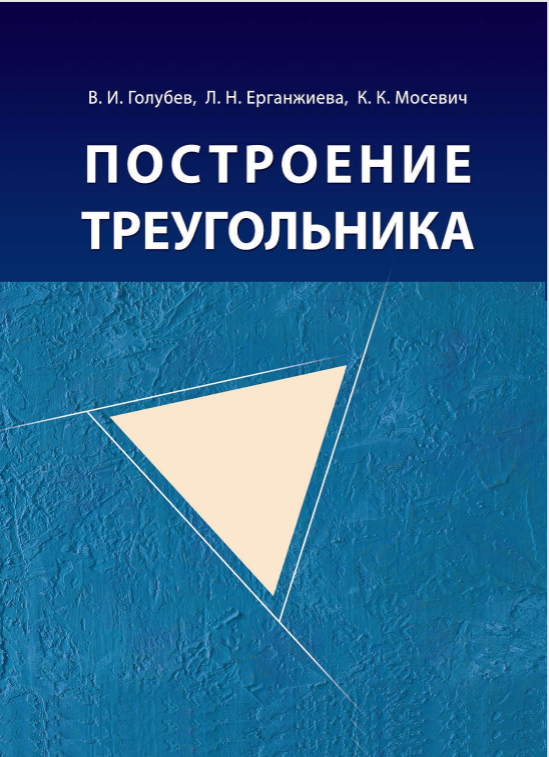 В. И. Голубев, Л. Н. Ерганжиева, К. К. Мосевич
ПОСТРОЕНИЕ
ТРЕУГОЛЬНИКА